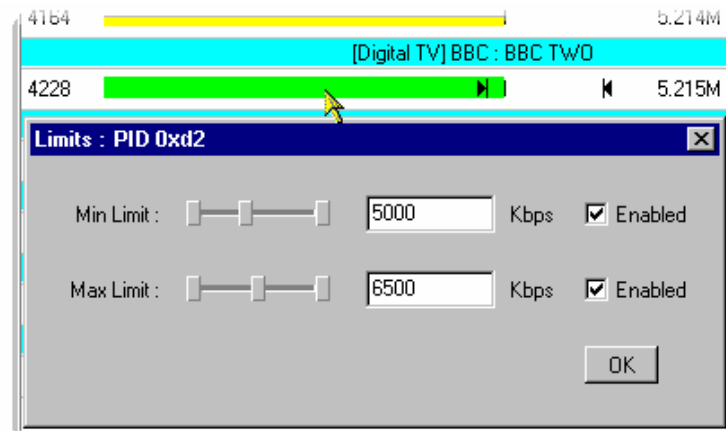 4164 5.214M
[Digital TV] BBC : BBC TWO
4228 5.215M
Limits : PID 0xd2
Min Limit : 5000 Kbps Enabled
Max Limit : 6500 Kbps Enabled
OK